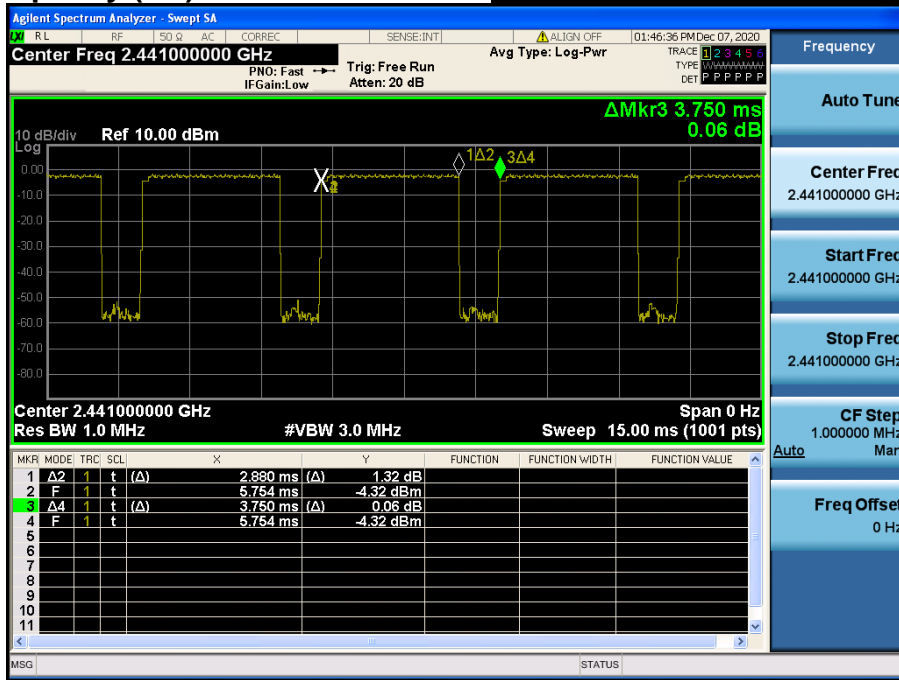 Agilent Spectrum Analyzer - Swept SA
LXI RL RF 50 Ω AC CORREC SENSE:INT ALIGN OFF 01:46:36 PM Dec 07, 2020
Center Freq 2.441000000 GHz
PNO: Fast
IFGain:Low
Trig: Free Run
Atten: 20 dB
Avg Type: Log-Pwr
TRACE 1 2 3 4 5 6
TYPE WWWWWW
DET P P P P P P
ΔMkr3 3.750 ms
0.06 dB
10 dB/div Ref 10.00 dBm
Log
0.00
-10.0
-20.0
-30.0
-40.0
-50.0
-60.0
-70.0
-80.0
X
2
1Δ2
3Δ4
Center 2.441000000 GHz Span 0 Hz
Res BW 1.0 MHz #VBW 3.0 MHz Sweep 15.00 ms (1001 pts)
MKR MODE TRC SCL X Y FUNCTION FUNCTION WIDTH FUNCTION VALUE
1 Δ2 1 t (Δ) 2.880 ms (Δ) 1.32 dB
2 F 1 t 5.754 ms -4.32 dBm
3 Δ4 1 t (Δ) 3.750 ms (Δ) 0.06 dB
4 F 1 t 5.754 ms -4.32 dBm
5
6
7
8
9
10
11
MSG STATUS
Frequency
Auto Tune
Center Freq
2.441000000 GHz
Start Freq
2.441000000 GHz
Stop Freq
2.441000000 GHz
CF Step
1.000000 MHz
Auto Man
Freq Offset
0 Hz